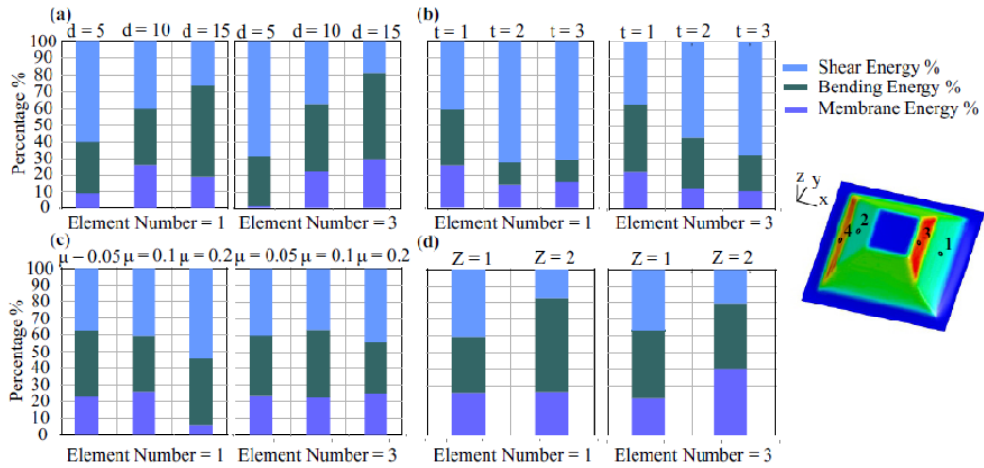 (a)
d = 5 d = 10 d = 15 d = 5 d = 10 d = 15
(b)
t = 1 t = 2 t = 3 t = 1 t = 2 t = 3
100
90
80
70
60
50
40
30
20
10
0
Percentage %
Element Number = 1 Element Number = 3 Element Number = 1 Element Number = 3
Shear Energy %
Bending Energy %
Membrane Energy %
z y
x
2
4
3
1
(c)
μ – 0.05 μ = 0.1 μ = 0.2 μ = 0.05 μ = 0.1 μ = 0.2
(d)
Z = 1 Z = 2 Z = 1 Z = 2
100
90
80
70
60
50
40
30
20
10
0
Percentage %
Element Number = 1 Element Number = 3 Element Number = 1 Element Number = 3